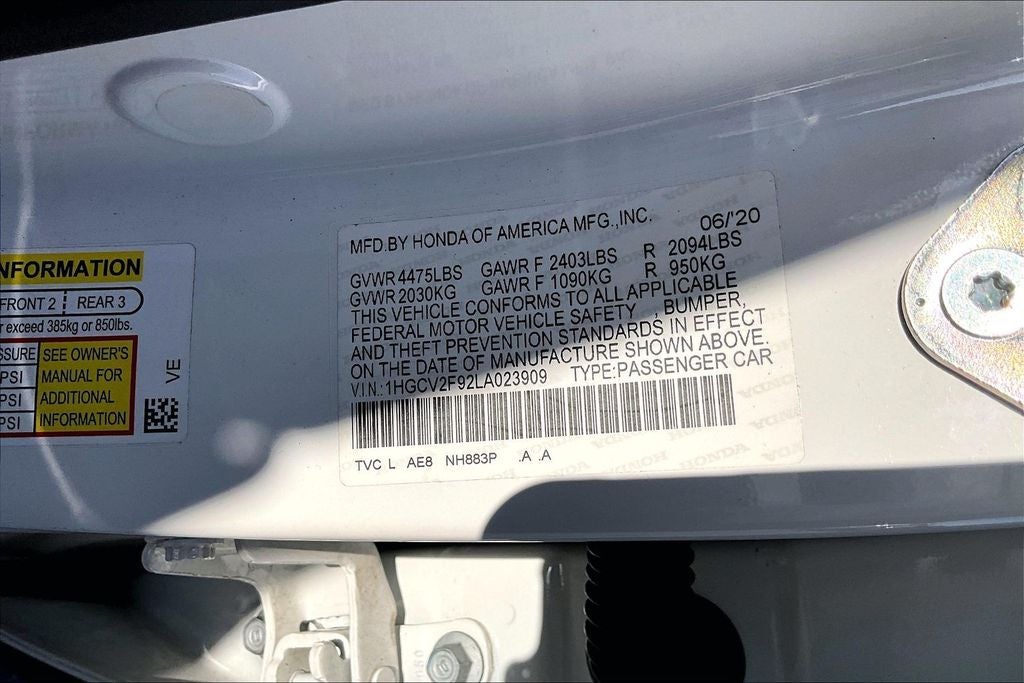 NFORMATION
FRONT 2 REAR 3
r exceed 385kg or 850lbs.
SSURE SEE OWNER'S
PSI MANUAL FOR
PSI ADDITIONAL
PSI INFORMATION
VE
MFD.BY HONDA OF AMERICA MFG.,INC. 06/'20
GVWR 4475LBS GAWR F 2403LBS R 2094LBS
GVWR 2030KG GAWR F 1090KG R 950KG
THIS VEHICLE CONFORMS TO ALL APPLICABLE
FEDERAL MOTOR VEHICLE SAFETY , BUMPER,
AND THEFT PREVENTION STANDARDS IN EFFECT
ON THE DATE OF MANUFACTURE SHOWN ABOVE.
V.I.N.:1HGCV2F92LA023909 TYPE:PASSENGER CAR
TVC L AE8 NH883P .A .A
HONDA HONDA